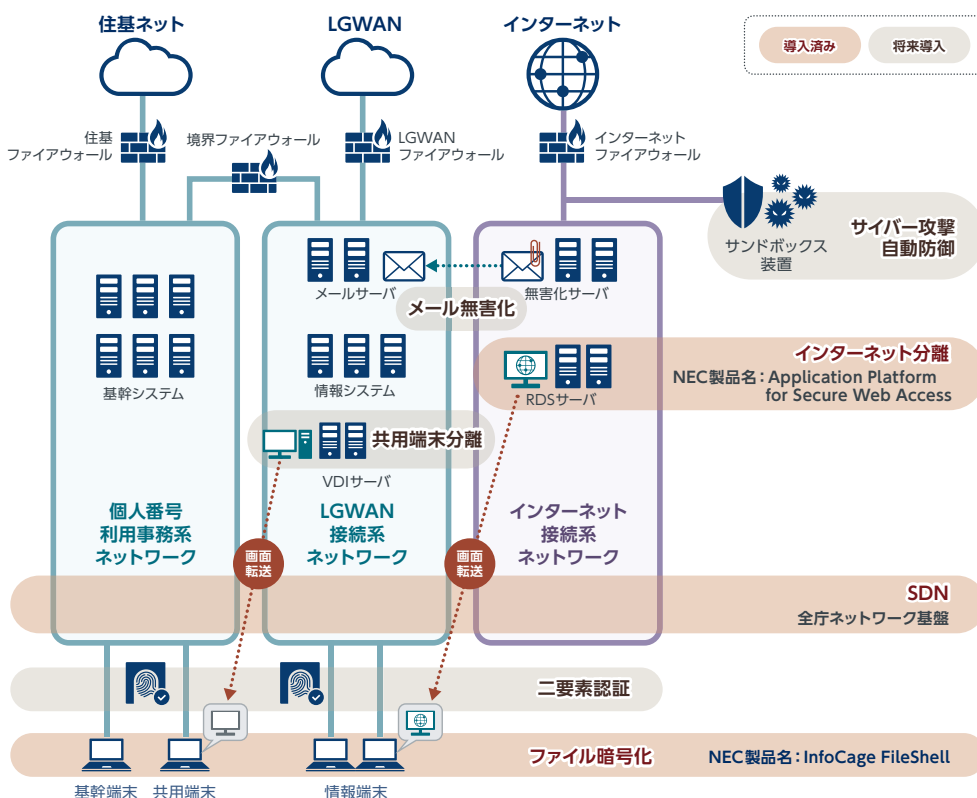 住基ネット
LGWAN
インターネット
導入済み
将来導入
住基
ファイアウォール
境界ファイアウォール
LGWAN
ファイアウォール
インターネット
ファイアウォール
サンドボックス
装置
サイバー攻撃
自動防御
メールサーバ
無害化サーバ
メール無害化
基幹システム
情報システム
RDSサーバ
インターネット分離
NEC製品名：Application Platform
for Secure Web Access
共用端末分離
VDIサーバ
個人番号
利用事務系
ネットワーク
LGWAN
接続系
ネットワーク
インターネット
接続系
ネットワーク
画面
転送
画面
転送
SDN
全庁ネットワーク基盤
二要素認証
ファイル暗号化
NEC製品名：InfoCage FileShell
基幹端末
共用端末
情報端末